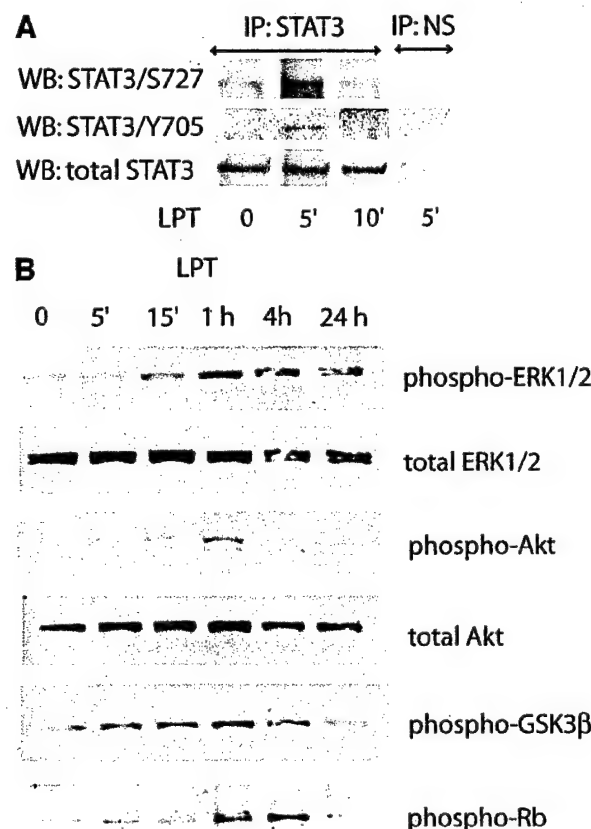 A
IP: STAT3 IP: NS
WB: STAT3/S727
WB: STAT3/Y705
WB: total STAT3
LPT 0 5' 10' 5'
B LPT
0 5' 15' 1 h 4h 24 h
phospho-ERK1/2
total ERK1/2
phospho-Akt
total Akt
phospho-GSK3β
phospho-Rb